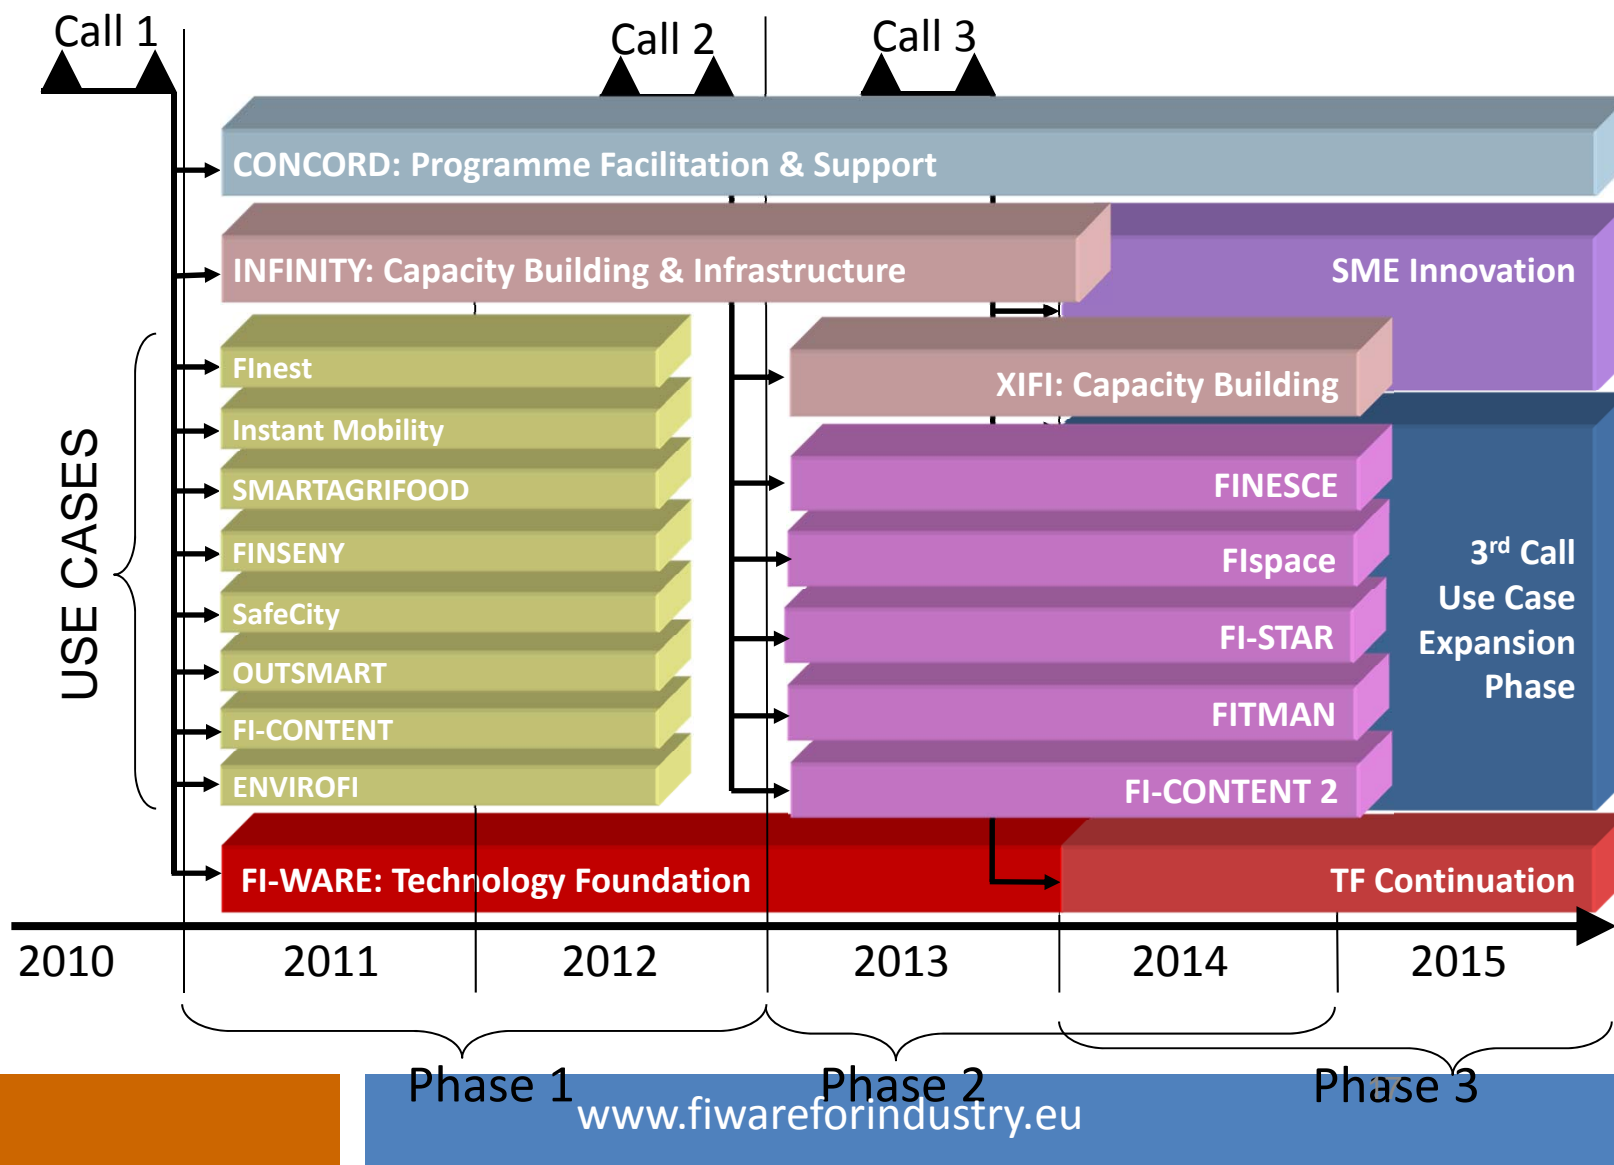 Call 1
Call 2
Call 3
CONCORD: Programme Facilitation & Support
INFINITY: Capacity Building & Infrastructure
SME Innovation
USE CASES
FInest
Instant Mobility
SMARTAGRIFOOD
FINSENY
SafeCity
OUTSMART
FI-CONTENT
ENVIROFI
XIFI: Capacity Building
FINESCE
FIspace
FI-STAR
FITMAN
FI-CONTENT 2
3rd Call
Use Case
Expansion
Phase
FI-WARE: Technology Foundation
TF Continuation
2010 2011 2012 2013 2014 2015
Phase 1 Phase 2 Phase 3
www.fiwareforindustry.eu